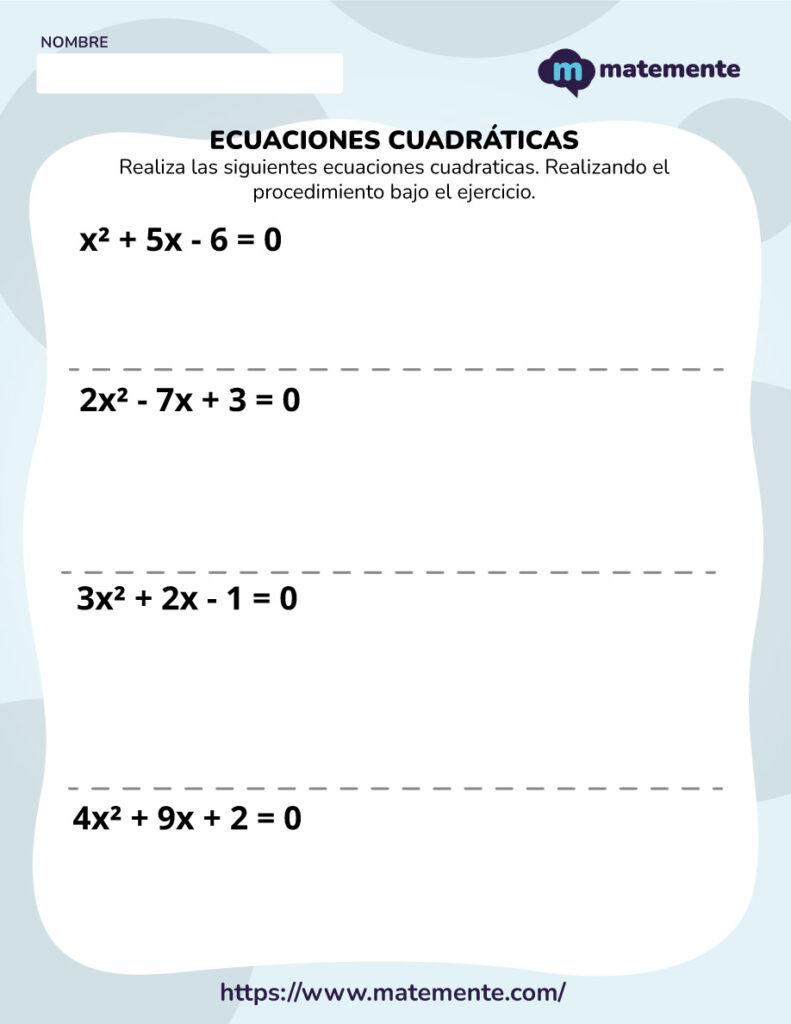 NOMBRE
m matemente
ECUACIONES CUADRÁTICAS
Realiza las siguientes ecuaciones cuadraticas. Realizando el
procedimiento bajo el ejercicio.
x² + 5x - 6 = 0
2x² - 7x + 3 = 0
3x² + 2x - 1 = 0
4x² + 9x + 2 = 0
https://www.matemente.com/